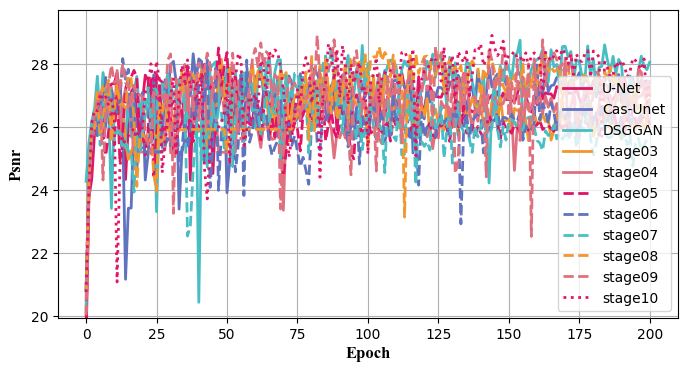 28
26
24
22
20
Psnr
0
25
50
75
100
125
150
175
200
Epoch
U-Net
Cas-Unet
DSGGAN
stage03
stage04
stage05
stage06
stage07
stage08
stage09
stage10